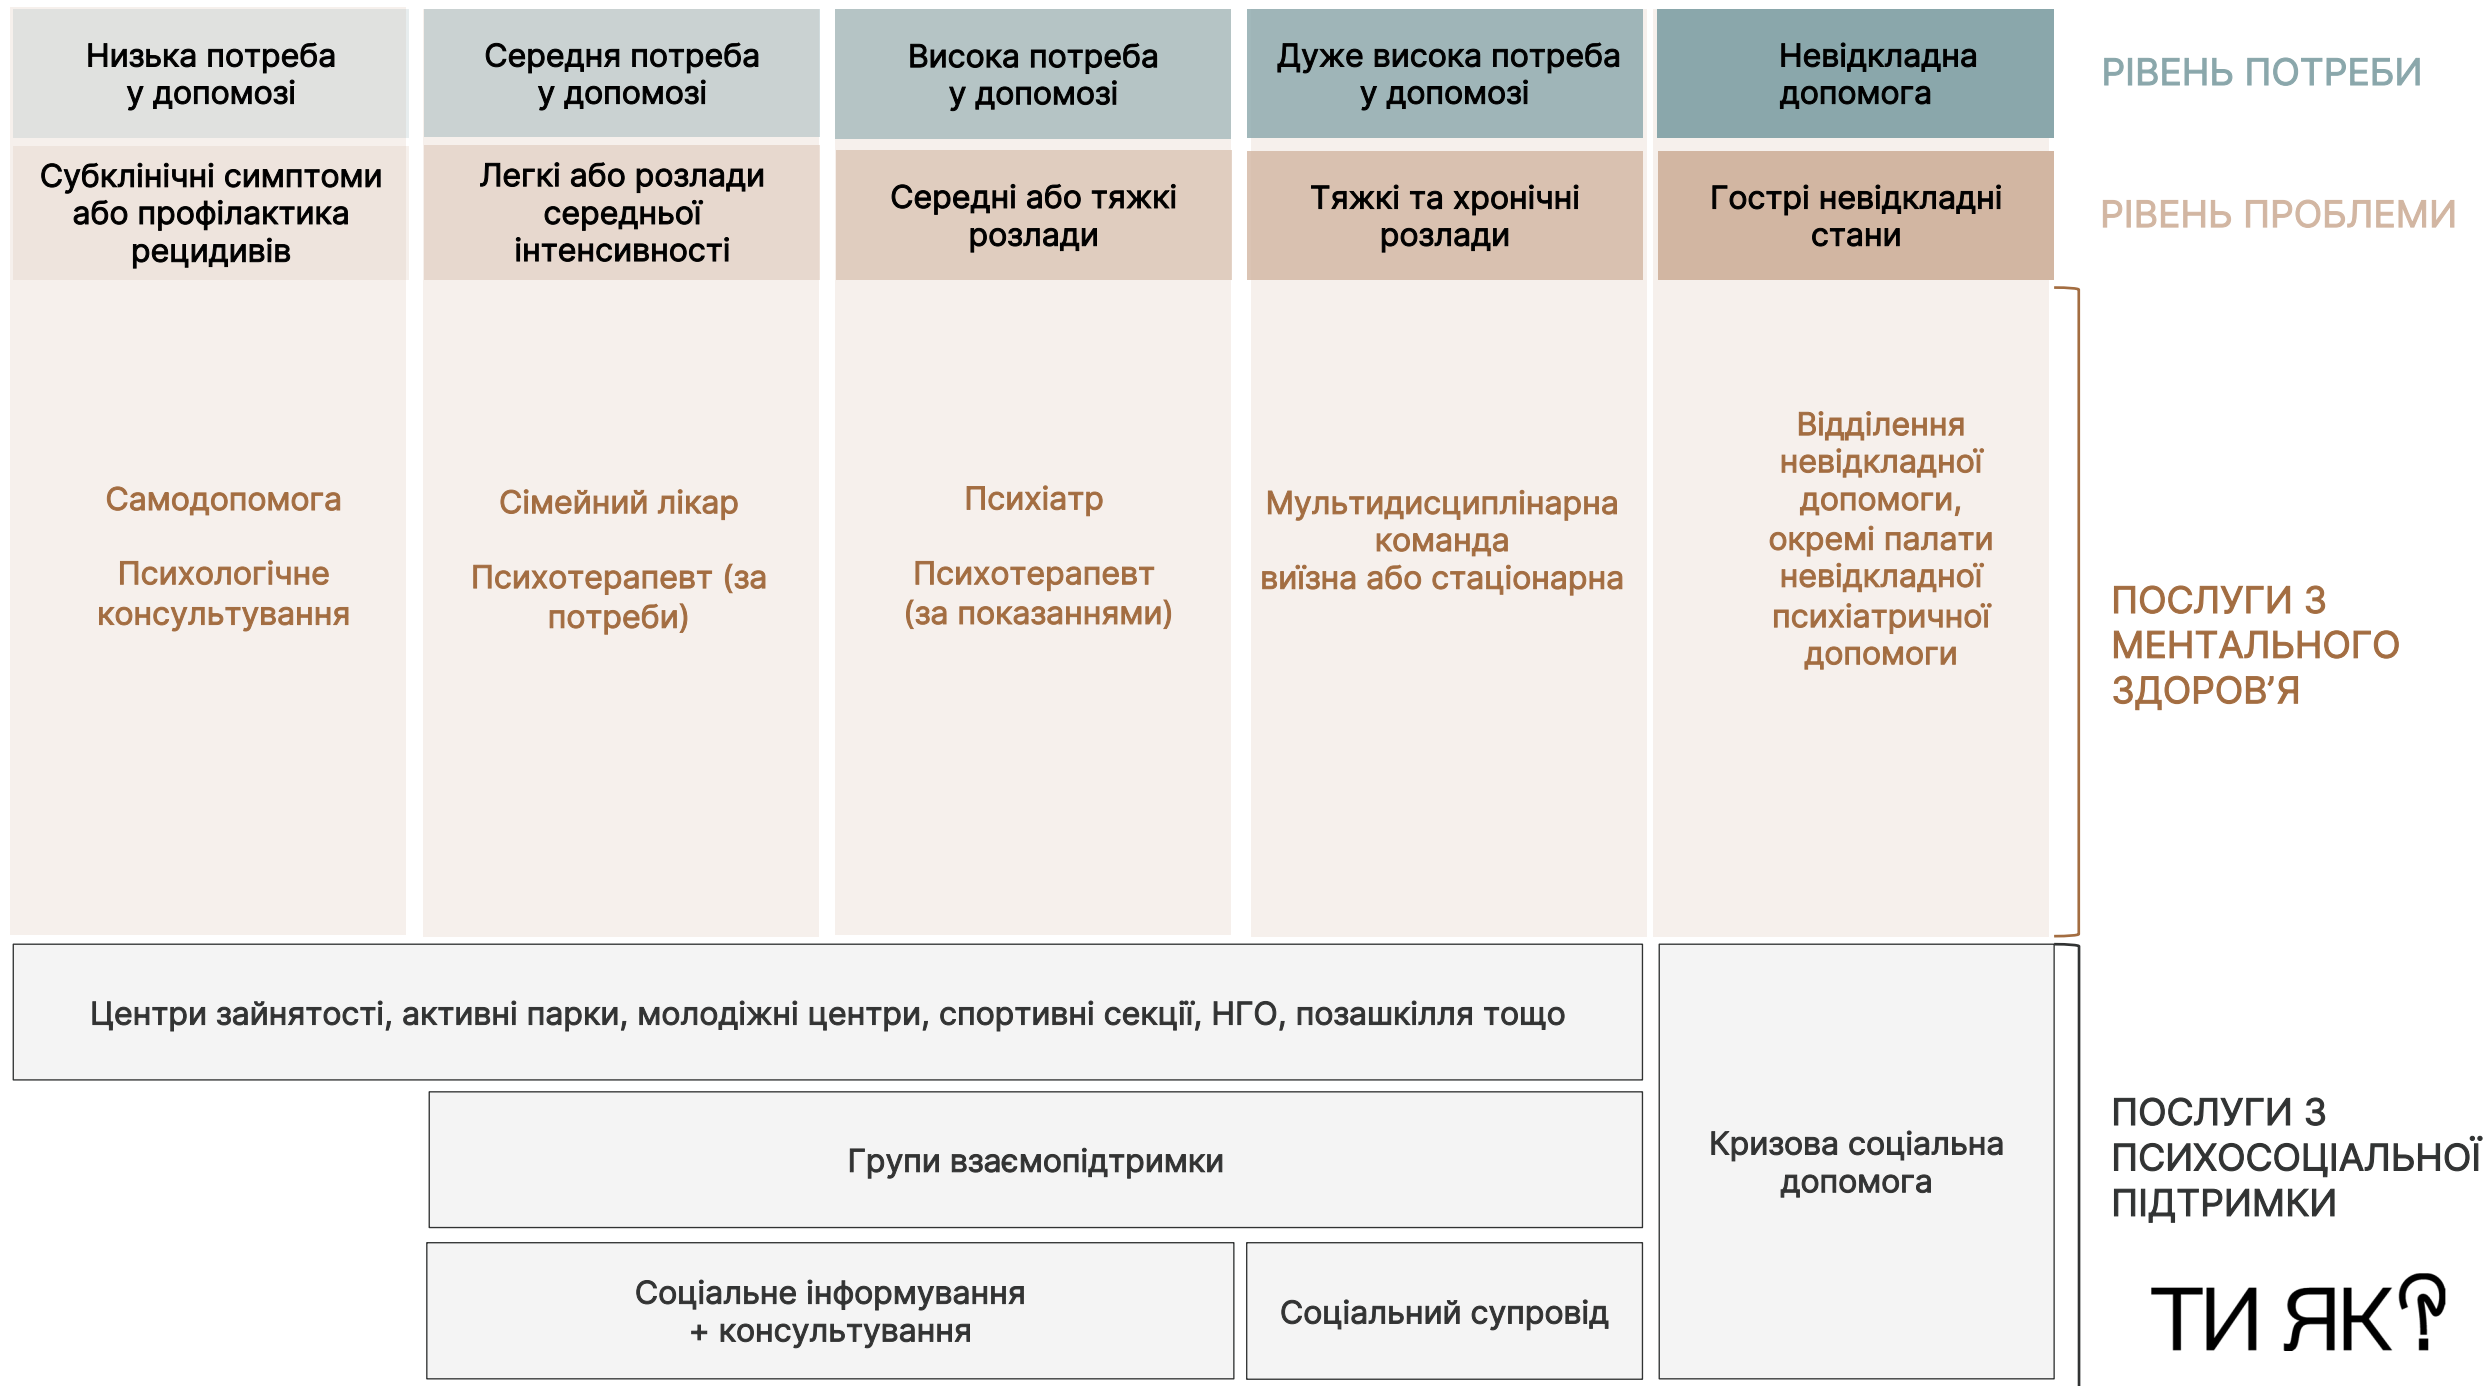 Низька потреба
у допомозі
Середня потреба
у допомозі
Висока потреба
у допомозі
Дуже висока потреба
у допомозі
Невідкладна
допомога
РІВЕНЬ ПОТРЕБИ
Субклінічні симптоми
або профілактика
рецидивів
Легкі або розлади
середньої
інтенсивності
Середні або тяжкі
розлади
Тяжкі та хронічні
розлади
Гострі невідкладні
стани
РІВЕНЬ ПРОБЛЕМИ
Самодопомога
Психологічне
консультування
Сімейний лікар
Психотерапевт (за
потреби)
Психіатр
Психотерапевт
(за показаннями)
Мультидисциплінарна
команда
виїзна або стаціонарна
Відділення
невідкладної
допомоги,
окремі палати
невідкладної
психіатричної
допомоги
ПОСЛУГИ З
МЕНТАЛЬНОГО
ЗДОРОВ’Я
Центри зайнятості, активні парки, молодіжні центри, спортивні секції, НГО, позашкілля тощо
Групи взаємопідтримки
Соціальне інформування
+ консультування
Соціальний супровід
Кризова соціальна
допомога
ПОСЛУГИ З
ПСИХОСОЦІАЛЬНОЇ
ПІДТРИМКИ
ТИ ЯК?